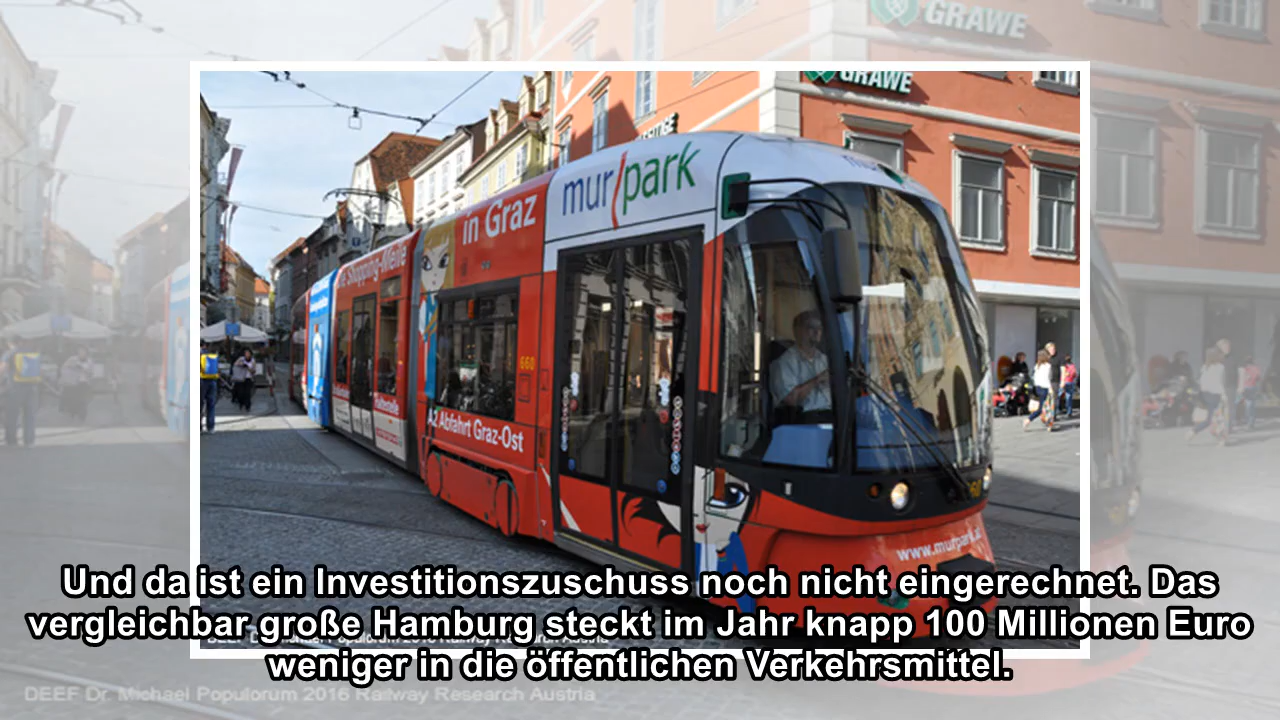 GRAWE
GRAWE
mur/park
in Graz
Die Shopping-Meile
660
A2 Abfahrt Graz-Ost
www.murpark.at
Und da ist ein Investitionszuschuss noch nicht eingerechnet. Das
vergleichbar große Hamburg steckt im Jahr knapp 100 Millionen Euro
weniger in die öffentlichen Verkehrsmittel.
DEEF Dr. Michael Populorum 2016 Railway Research Austria